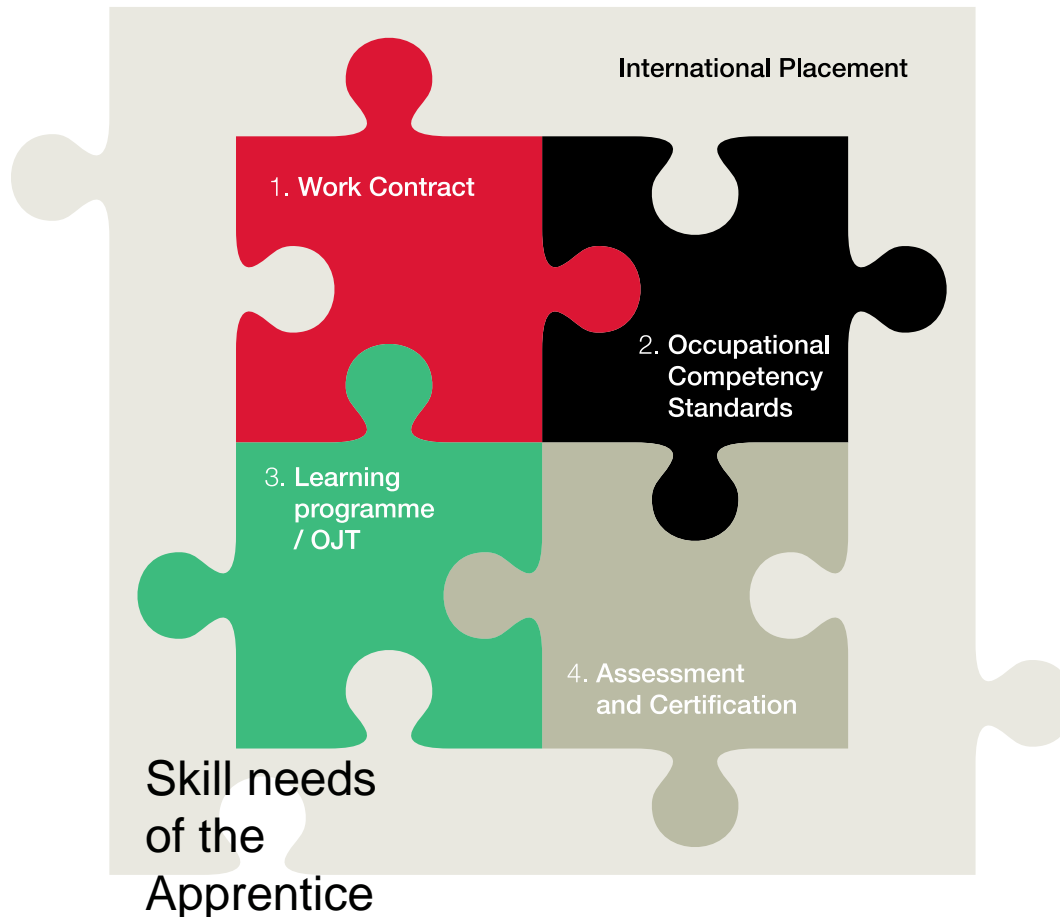 International Placement
1. Work Contract
2. Occupational
Competency
Standards
3. Learning
programme
/ OJT
4. Assessment
and Certification
Skill needs
of the
Apprentice